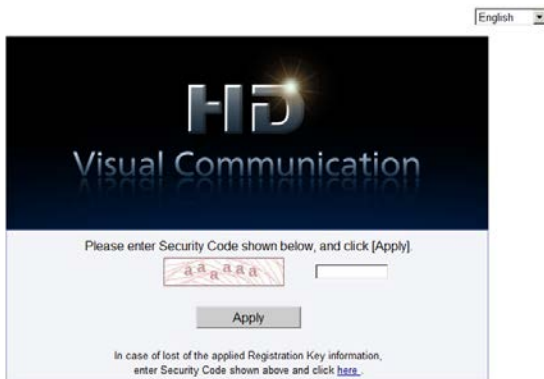 English
HD
Visual Communication
Please enter Security Code shown below, and click [Apply].
aaaaaa
Apply
In case of lost of the applied Registration Key information,
enter Security Code shown above and click here .